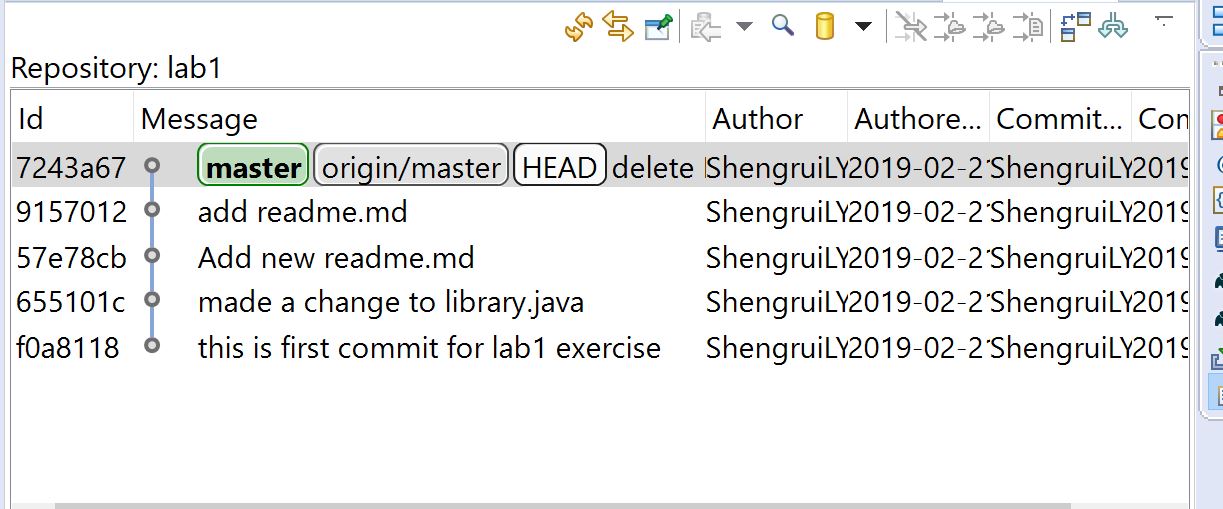 Repository: lab1
Id Message Author Authore... Commit... Con
7243a67 master origin/master HEAD delete ShengruiLY 2019-02-2 ShengruiLY 2019
9157012 add readme.md ShengruiLY 2019-02-2 ShengruiLY 2019
57e78cb Add new readme.md ShengruiLY 2019-02-2 ShengruiLY 2019
655101c made a change to library.java ShengruiLY 2019-02-2 ShengruiLY 2019
f0a8118 this is first commit for lab1 exercise ShengruiLY 2019-02-2 ShengruiLY 2019